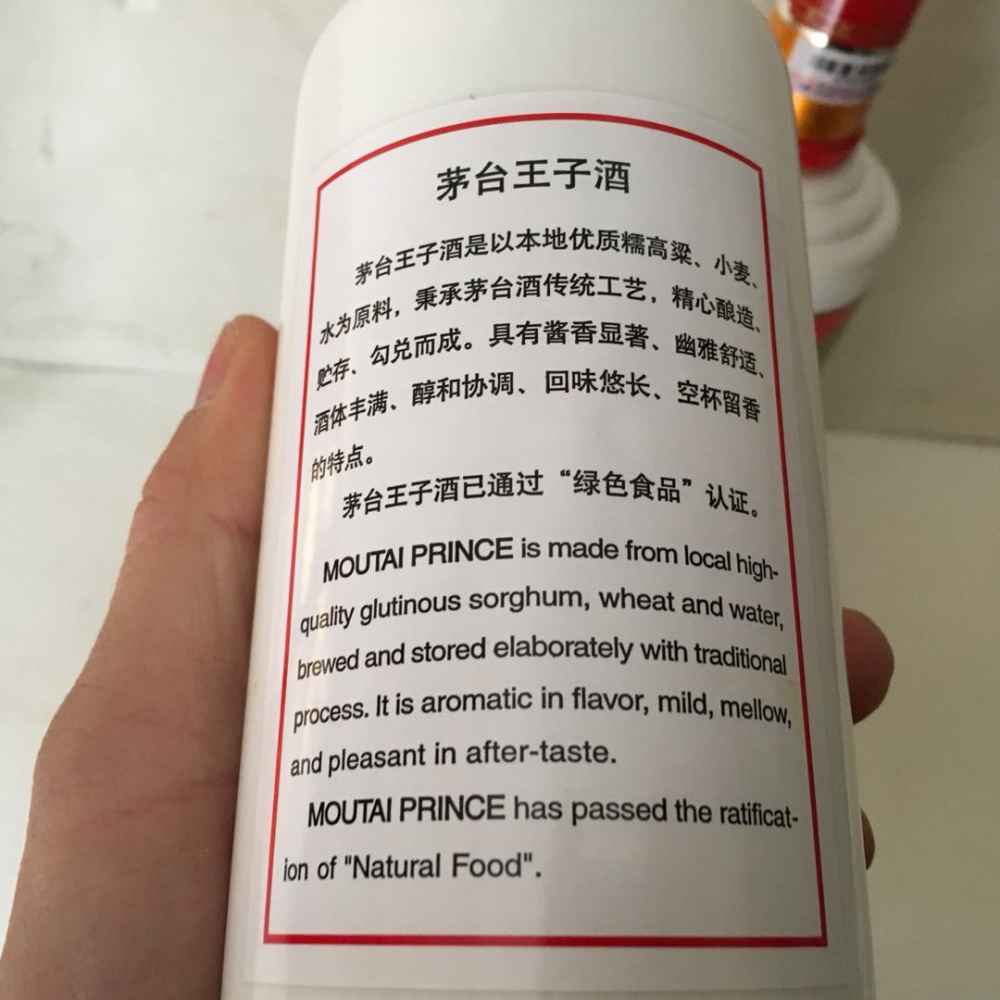 茅台王子酒
茅台王子酒是以本地优质糯高粱、小麦、
水为原料，秉承茅台酒传统工艺，精心酿造、
贮存、勾兑而成。具有酱香显著、幽雅舒适、
酒体丰满、醇和协调、回味悠长、空杯留香
的特点。
茅台王子酒已通过“绿色食品”认证。
MOUTAI PRINCE is made from local high-
quality glutinous sorghum, wheat and water,
brewed and stored elaborately with traditional
process. It is aromatic in flavor, mild, mellow,
and pleasant in after-taste.
MOUTAI PRINCE has passed the ratificat-
ion of "Natural Food".